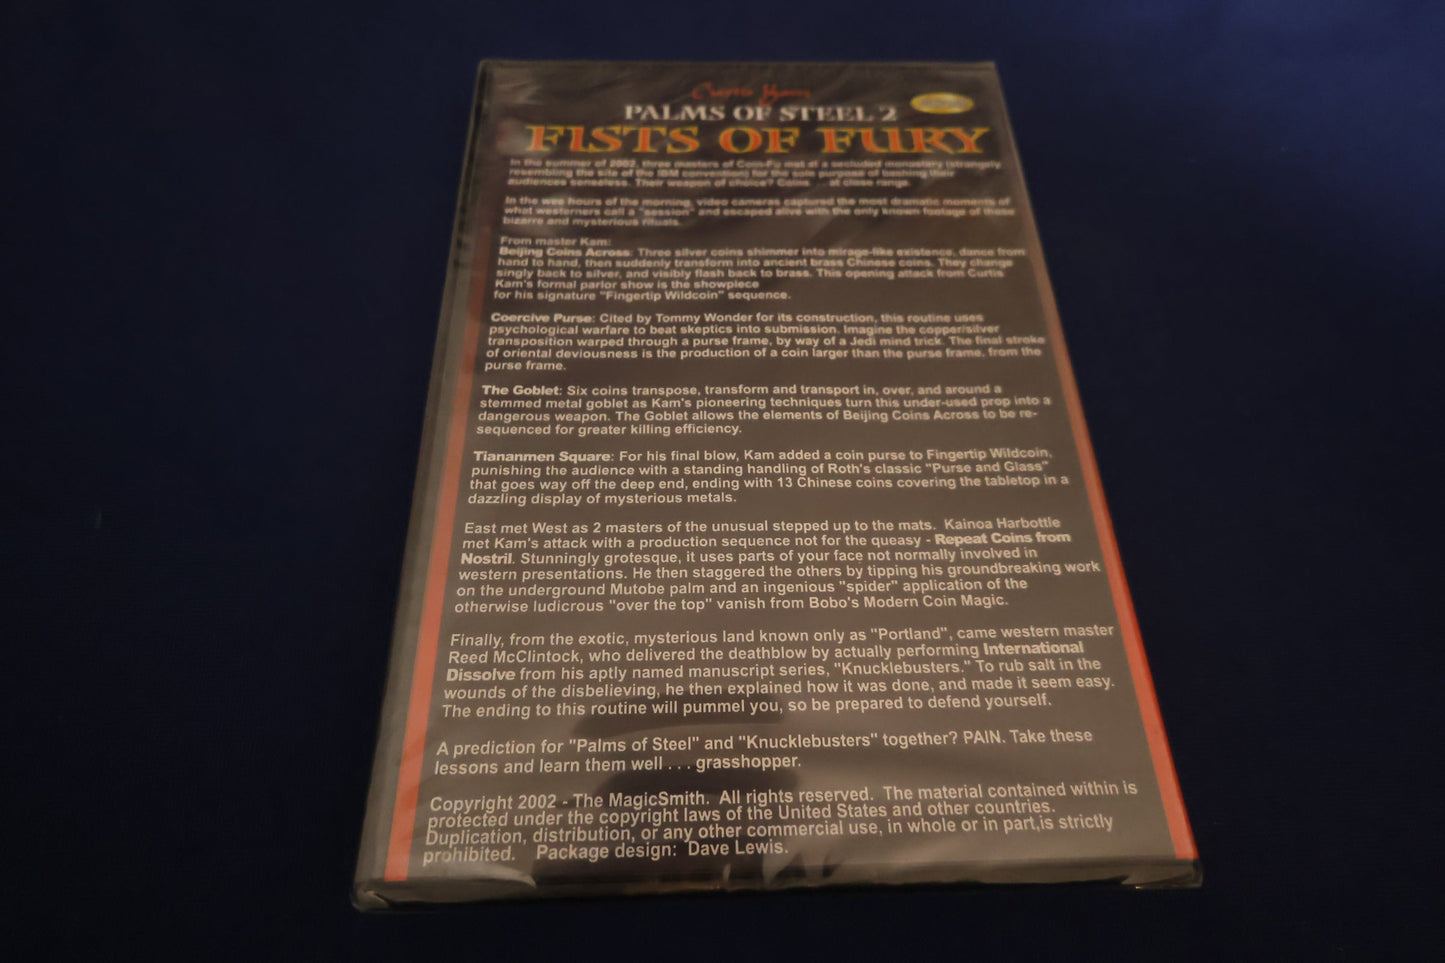 Curtis Kam
PALMS OF STEEL 2
FISTS OF FURY
In the summer of 2002, three masters of Coin-Fu met at a secluded monastery (strangely
resembling the site of the IBM convention) for the sole purpose of bashing their
audiences senseless. Their weapon of choice? Coins . . . at close range.
In the wee hours of the morning, video cameras captured the most dramatic moments of
what westerners call a "session" and escaped alive with the only known footage of these
bizarre and mysterious rituals.
From master Kam:
Beijing Coins Across: Three silver coins shimmer into mirage-like existence, dance from
hand to hand, then suddenly transform into ancient brass Chinese coins. They change
singly back to silver, and visibly flash back to brass. This opening attack from Curtis
Kam's formal parlor show is the showpiece
for his signature "Fingertip Wildcoin" sequence.
Coercive Purse: Cited by Tommy Wonder for its construction, this routine uses
psychological warfare to beat skeptics into submission. Imagine the copper/silver
transposition warped through a purse frame, by way of a Jedi mind trick. The final stroke
of oriental deviousness is the production of a coin larger than the purse frame, from the
purse frame.
The Goblet: Six coins transpose, transform and transport in, over, and around a
stemmed metal goblet as Kam's pioneering techniques turn this under-used prop into a
dangerous weapon. The Goblet allows the elements of Beijing Coins Across to be re-
sequenced for greater killing efficiency.
Tiananmen Square: For his final blow, Kam added a coin purse to Fingertip Wildcoin,
punishing the audience with a standing handling of Roth's classic "Purse and Glass"
that goes way off the deep end, ending with 13 Chinese coins covering the tabletop in a
dazzling display of mysterious metals.
East met West as 2 masters of the unusual stepped up to the mats. Kainoa Harbottle
met Kam's attack with a production sequence not for the queasy - Repeat Coins from
Nostril. Stunningly grotesque, it uses parts of your face not normally involved in
western presentations. He then staggered the others by tipping his groundbreaking work
on the underground Mutobe palm and an ingenious "spider" application of the
otherwise ludicrous "over the top" vanish from Bobo's Modern Coin Magic.
Finally, from the exotic, mysterious land known only as "Portland", came western master
Reed McClintock, who delivered the deathblow by actually performing International
Dissolve from his aptly named manuscript series, "Knucklebusters." To rub salt in the
wounds of the disbelieving, he then explained how it was done, and made it seem easy.
The ending to this routine will pummel you, so be prepared to defend yourself.
A prediction for "Palms of Steel" and "Knucklebusters" together? PAIN. Take these
lessons and learn them well . . . grasshopper.
Copyright 2002 - The MagicSmith. All rights reserved. The material contained within is
protected under the copyright laws of the United States and other countries.
Duplication, distribution, or any other commercial use, in whole or in part,is strictly
prohibited. Package design: Dave Lewis.